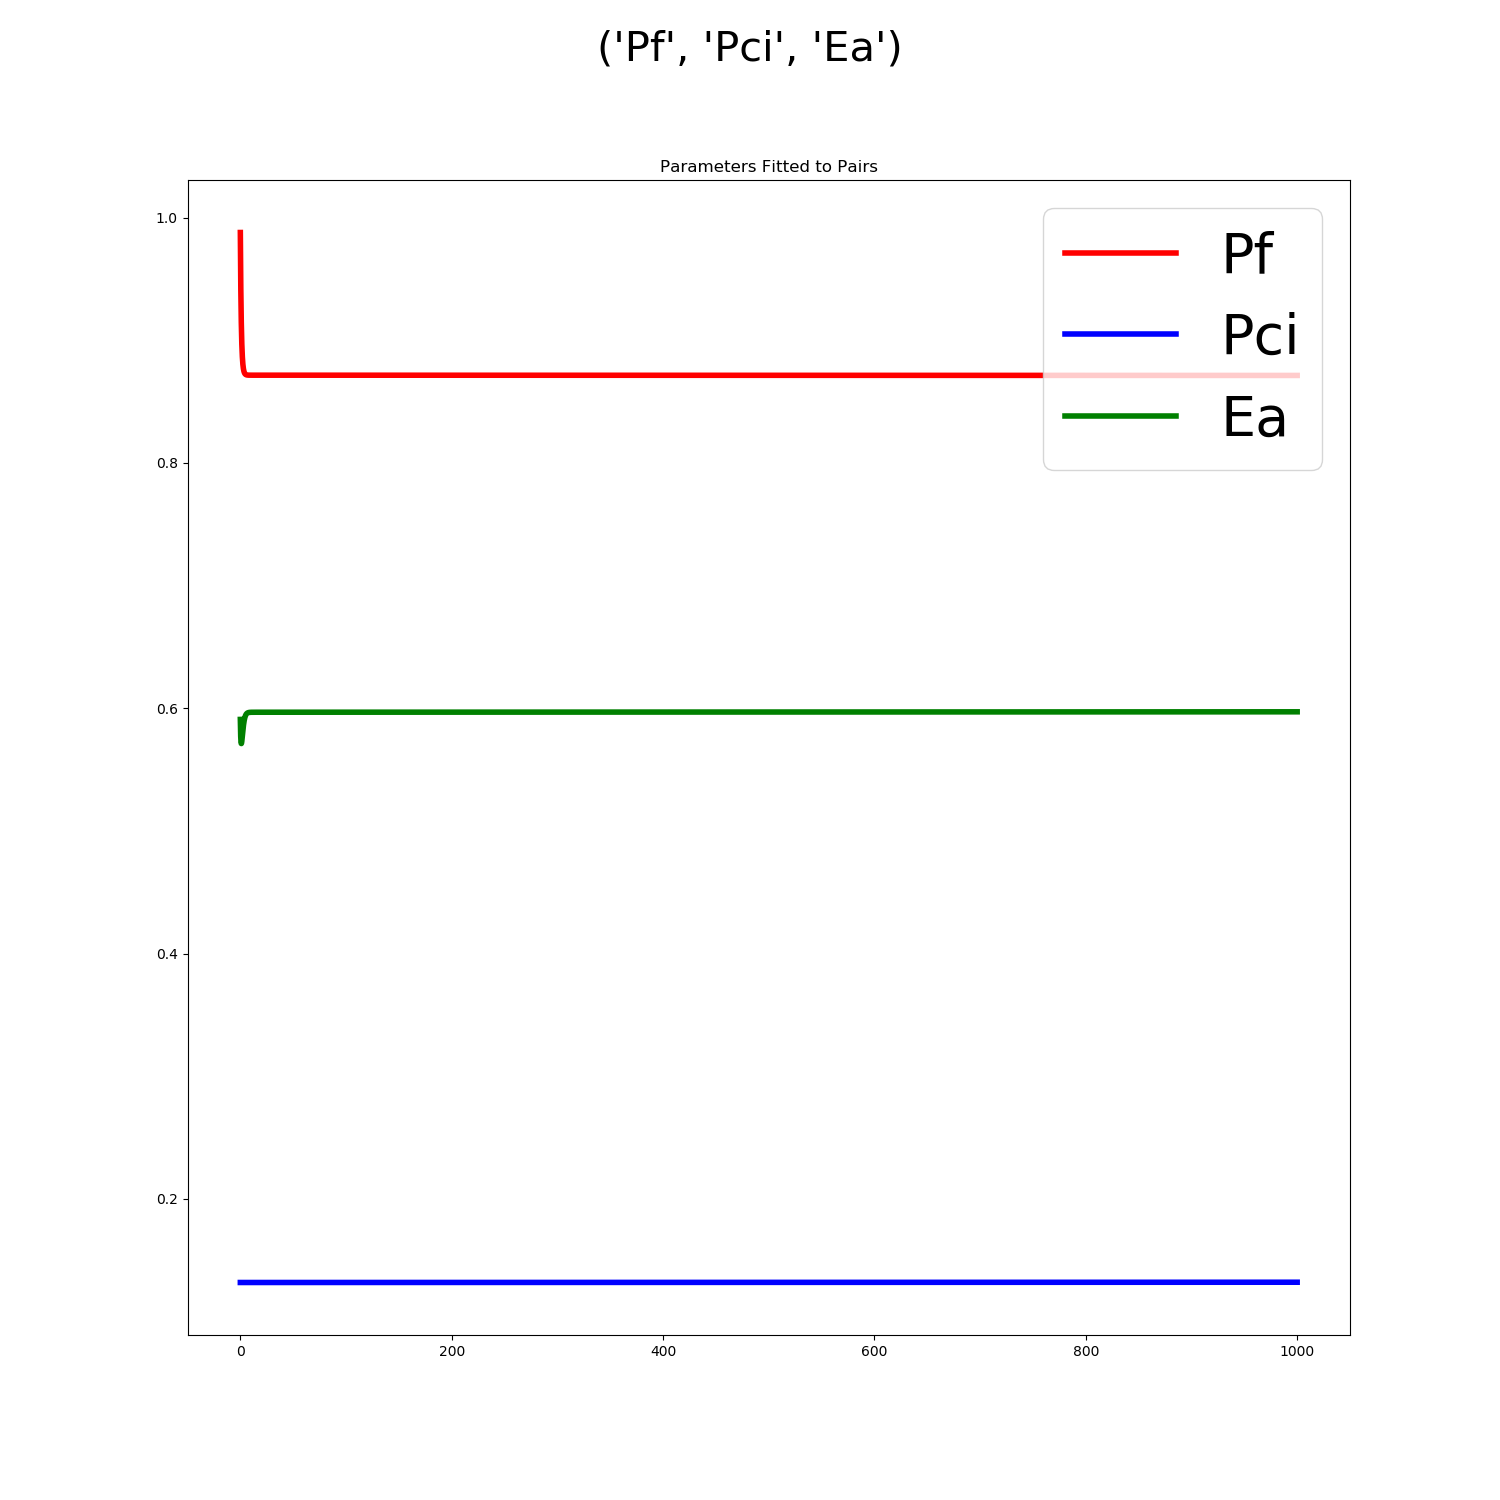 ('Pf', 'Pci', 'Ea')
Parameters Fitted to Pairs
1.0
0.8
0.6
0.4
0.2
Pf
Pci
Ea
0 200 400 600 800 1000